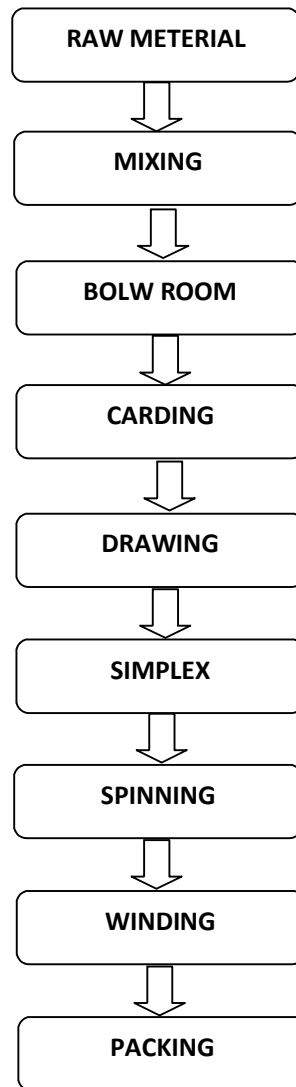 RAW METERIAL
MIXING
BOLW ROOM
CARDING
DRAWING
SIMPLEX
SPINNING
WINDING
PACKING